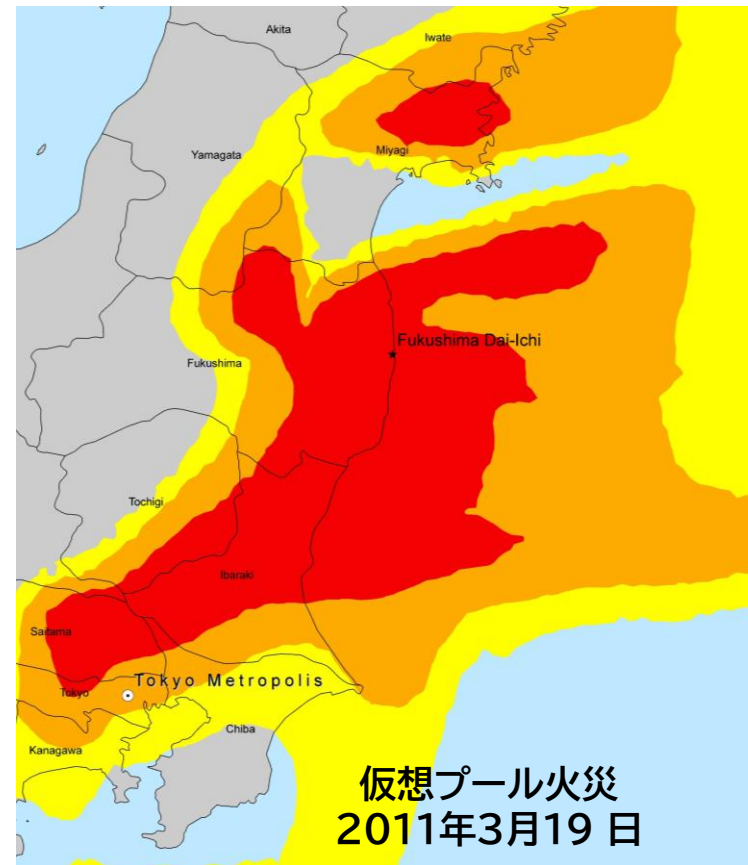 Akita
Iwate
Yamagata
Miyagi
Fukushima Dai-Ichi
Fukushima
Tochigi
Ibaraki
Saitama
Tokyo Metropolis
Tokyo
Chiba
Kanagawa
仮想プール火災
2011年3月19 日